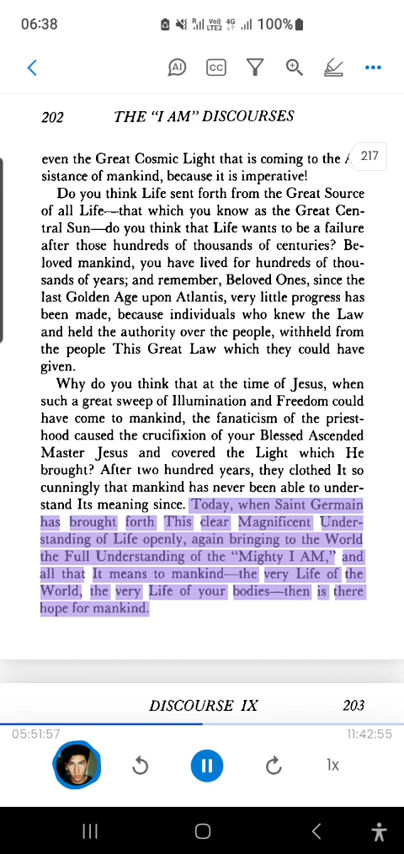 06:38
Vo)) 4G
R.ııl LTE2 .ıll 100%
AI CC
202 THE “I AM” DISCOURSES
217
even the Great Cosmic Light that is coming to the
sistance of mankind, because it is imperative!
Do you think Life sent forth from the Great Source
of all Life—that which you know as the Great Cen-
tral Sun—do you think that Life wants to be a failure
after those hundreds of thousands of centuries? Be-
loved mankind, you have lived for hundreds of thou-
sands of years; and remember, Beloved Ones, since the
last Golden Age upon Atlantis, very little progress has
been made, because individuals who knew the Law
and held the authority over the people, withheld from
the people This Great Law which they could have
given.
Why do you think that at the time of Jesus, when
such a great sweep of Illumination and Freedom could
have come to mankind, the fanaticism of the priest-
hood caused the crucifixion of your Blessed Ascended
Master Jesus and covered the Light which He
brought? After two hundred years, they clothed It so
cunningly that mankind has never been able to under-
stand Its meaning since. Today, when Saint Germain
has brought forth This clear Magnificent Under-
standing of Life openly, again bringing to the World
the Full Understanding of the “Mighty I AM,” and
all that It means to mankind—the very Life of the
World, the very Life of your bodies—then is there
hope for mankind.
DISCOURSE IX 203
05:51:57 11:42:55
1x